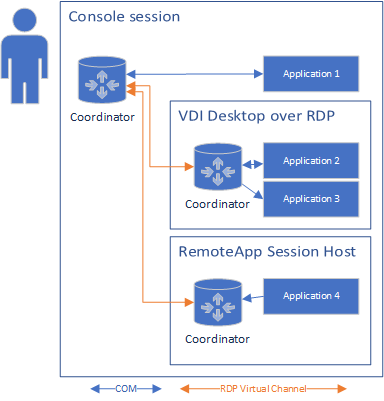 Console session
Application 1
Coordinator
VDI Desktop over RDP
Application 2
Application 3
Coordinator
RemoteApp Session Host
Application 4
Coordinator
COM
RDP Virtual Channel